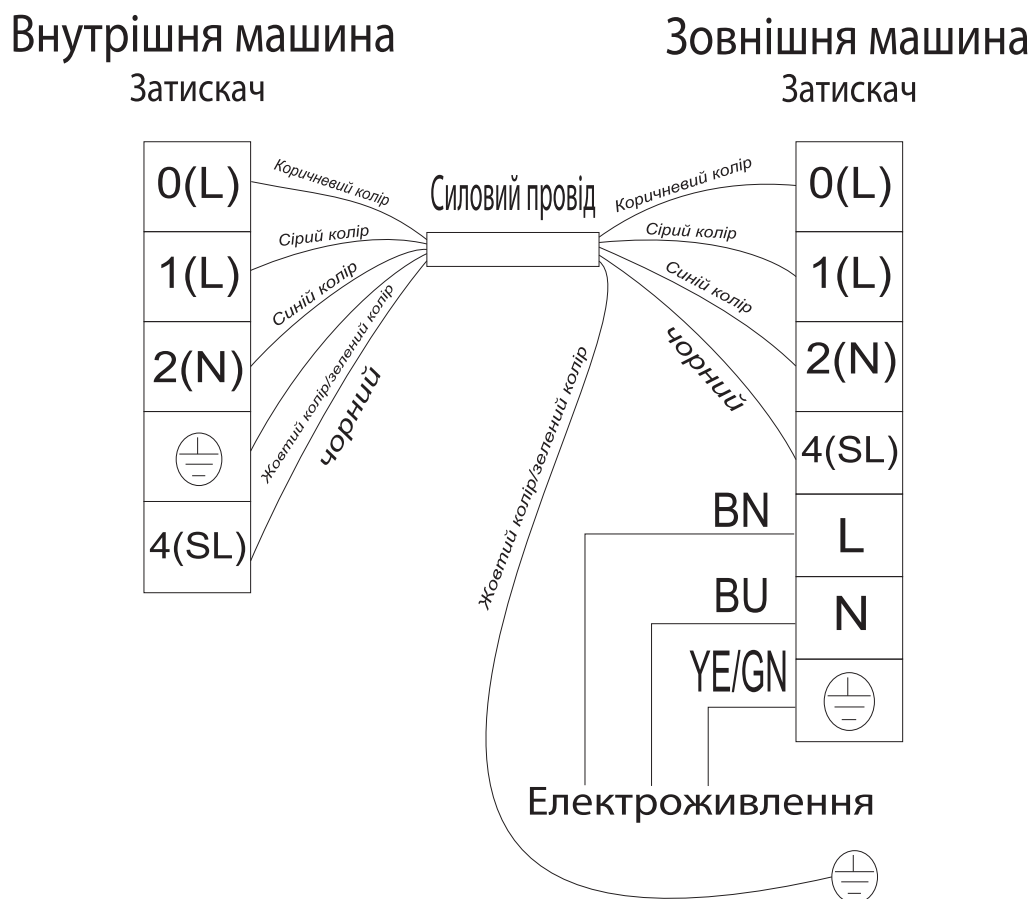 Внутрішня машина
Затискач
0(L)
1(L)
2(N)
4(SL)
Коричневий колір
Сірий колір
Синій колір
Жовтий колір/зелений колір
чорний
Силовий провід
Зовнішня машина
Затискач
Коричневий колір
Сірий колір
Синій колір
чорний
Жовтий колір/зелений колір
0(L)
1(L)
2(N)
4(SL)
BN
L
BU
N
YE/GN
Електроживлення